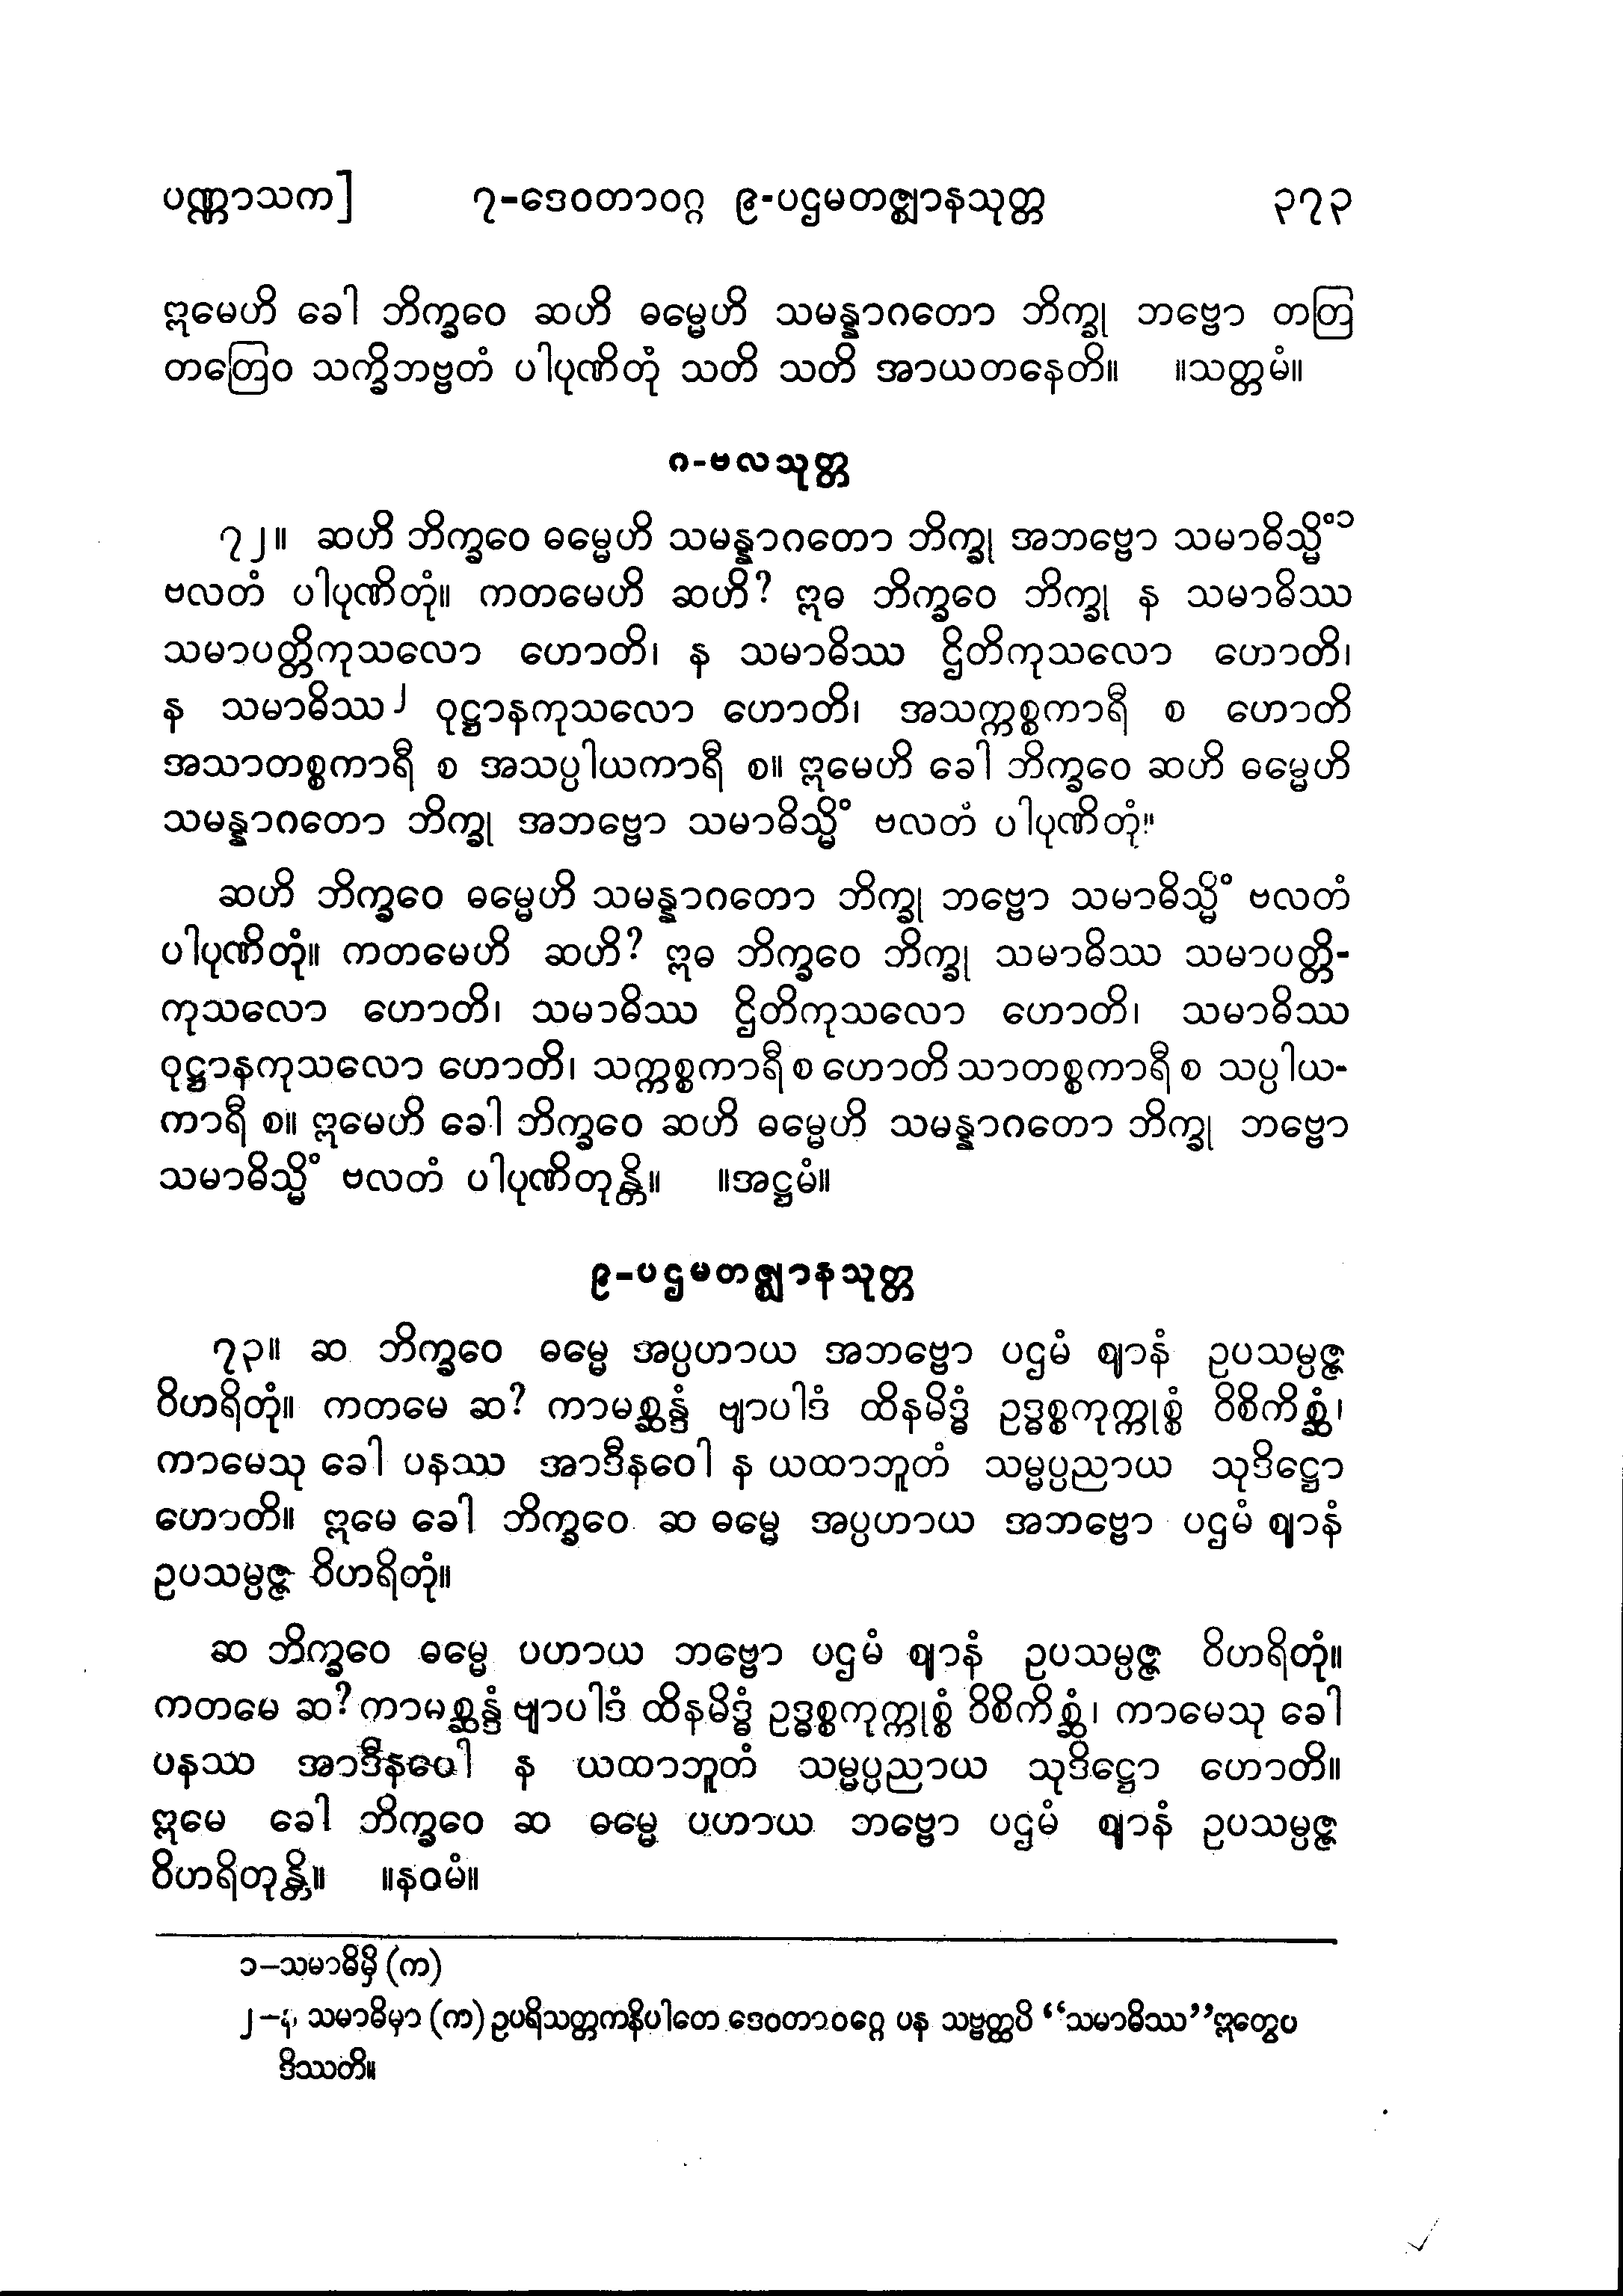 ပဏ္ဏာသက] ၇-ဒေဝတာဝဂ္ဂ ၉-ပဌမတဇ္ဈာနသုတ္တ ၃၇၃
ဣမေဟိ ခေါ ဘိက္ခဝေ ဆဟိ ဓမ္မေဟိ သမန္နာဂတော ဘိက္ခု ဘဗ္ဗော တတြ
တတြေဝ သက္ခိဘဗ္ဗတံ ပါပုဏိတုံ သတိ သတိ အာယတနေတိ။ ။သတ္တမံ။
၈-ဗလသုတ္တ
၇၂။ ဆဟိ ဘိက္ခဝေ ဓမ္မေဟိ သမန္နာဂတော ဘိက္ခု အဘဗ္ဗော သမာဓိသ္မိံ၁
ဗလတံ ပါပုဏိတုံ။ ကတမေဟိ ဆဟိ? ဣဓ ဘိက္ခဝေ ဘိက္ခု န သမာဓိဿ
သမာပတ္တိကုသလော ဟောတိ၊ န သမာဓိဿ ဌိတိကုသလော ဟောတိ၊
န သမာဓိဿ၂ ဝုဋ္ဌာနကုသလော ဟောတိ၊ အသက္ကစ္စကာရီ စ ဟောတိ
အသာတစ္စကာရီ စ အသပ္ပါယကာရီ စ။ ဣမေဟိ ခေါ ဘိက္ခဝေ ဆဟိ ဓမ္မေဟိ
သမန္နာဂတော ဘိက္ခု အဘဗ္ဗော သမာဓိသ္မိံ ဗလတံ ပါပုဏိတုံ။
ဆဟိ ဘိက္ခဝေ ဓမ္မေဟိ သမန္နာဂတော ဘိက္ခု ဘဗ္ဗော သမာဓိသ္မိံ ဗလတံ
ပါပုဏိတုံ။ ကတမေဟိ ဆဟိ? ဣဓ ဘိက္ခဝေ ဘိက္ခု သမာဓိဿ သမာပတ္တိ-
ကုသလော ဟောတိ၊ သမာဓိဿ ဌိတိကုသလော ဟောတိ၊ သမာဓိဿ
ဝုဋ္ဌာနကုသလော ဟောတိ၊ သက္ကစ္စကာရီ စ ဟောတိ သာတစ္စကာရီ စ သပ္ပါယ-
ကာရီ စ။ ဣမေဟိ ခေါ ဘိက္ခဝေ ဆဟိ ဓမ္မေဟိ သမန္နာဂတော ဘိက္ခု ဘဗ္ဗော
သမာဓိသ္မိံ ဗလတံ ပါပုဏိတုန္တိ။ ။အဋ္ဌမံ။
၉-ပဌမတဇ္ဈာနသုတ္တ
၇၃။ ဆ ဘိက္ခဝေ ဓမ္မေ အပ္ပဟာယ အဘဗ္ဗော ပဌမံ ဈာနံ ဥပသမ္ပဇ္ဇ
ဝိဟရိတုံ။ ကတမေ ဆ? ကာမစ္ဆန္ဒံ ဗျာပါဒံ ထိနမိဒ္ဓံ ဥဒ္ဓစ္စကုက္ကုစ္စံ ဝိစိကိစ္ဆံ၊
ကာမေသု ခေါ ပနဿ အာဒီနဝေါ န ယထာဘူတံ သမ္မပ္ပညာယ သုဒိဋ္ဌော
ဟောတိ။ ဣမေ ခေါ ဘိက္ခဝေ ဆ ဓမ္မေ အပ္ပဟာယ အဘဗ္ဗော ပဌမံ ဈာနံ
ဥပသမ္ပဇ္ဇ ဝိဟရိတုံ။
ဆ ဘိက္ခဝေ ဓမ္မေ ပဟာယ ဘဗ္ဗော ပဌမံ ဈာနံ ဥပသမ္ပဇ္ဇ ဝိဟရိတုံ။
ကတမေ ဆ? ကာမစ္ဆန္ဒံ ဗျာပါဒံ ထိနမိဒ္ဓံ ဥဒ္ဓစ္စကုက္ကုစ္စံ ဝိစိကိစ္ဆံ၊ ကာမေသု ခေါ
ပနဿ အာဒီနဝေါ န ယထာဘူတံ သမ္မပ္ပညာယ သုဒိဋ္ဌော ဟောတိ။
ဣမေ ခေါ ဘိက္ခဝေ ဆ ဓမ္မေ ပဟာယ ဘဗ္ဗော ပဌမံ ဈာနံ ဥပသမ္ပဇ္ဇ
ဝိဟရိတုန္တိ။ ။နဝမံ။
၁–သမာဓိမှိ (က)
၂–န သမာဓိမှာ (က) ဥပရိသတ္တကနိပါတေ ဒေဝတာဝဂ္ဂေ ပန သဗ္ဗတ္ထပိ “သမာဓိဿ” ဣတွေဝ
ဒိဿတိ။